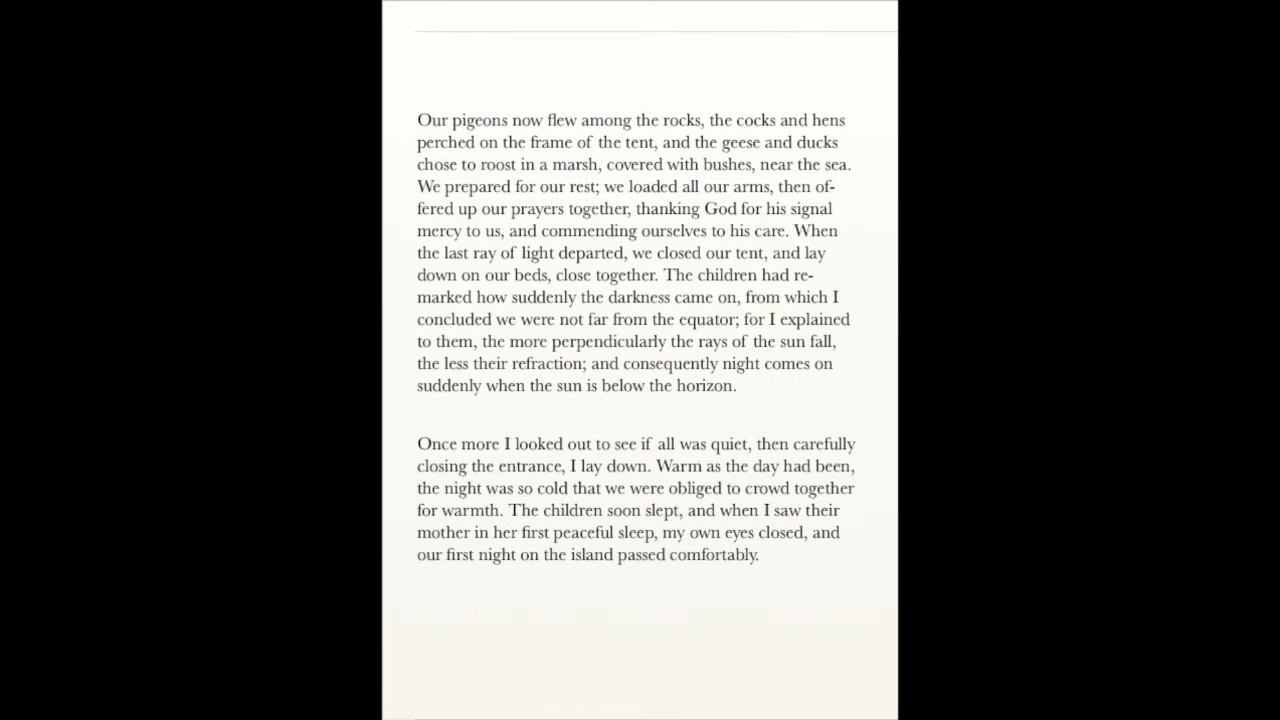 Our pigeons now flew among the rocks, the cocks and hens
perched on the frame of the tent, and the geese and ducks
chose to roost in a marsh, covered with bushes, near the sea.
We prepared for our rest; we loaded all our arms, then of-
fered up our prayers together, thanking God for his signal
mercy to us, and commending ourselves to his care. When
the last ray of light departed, we closed our tent, and lay
down on our beds, close together. The children had re-
marked how suddenly the darkness came on, from which I
concluded we were not far from the equator; for I explained
to them, the more perpendicularly the rays of the sun fall,
the less their refraction; and consequently night comes on
suddenly when the sun is below the horizon.
Once more I looked out to see if all was quiet, then carefully
closing the entrance, I lay down. Warm as the day had been,
the night was so cold that we were obliged to crowd together
for warmth. The children soon slept, and when I saw their
mother in her first peaceful sleep, my own eyes closed, and
our first night on the island passed comfortably.